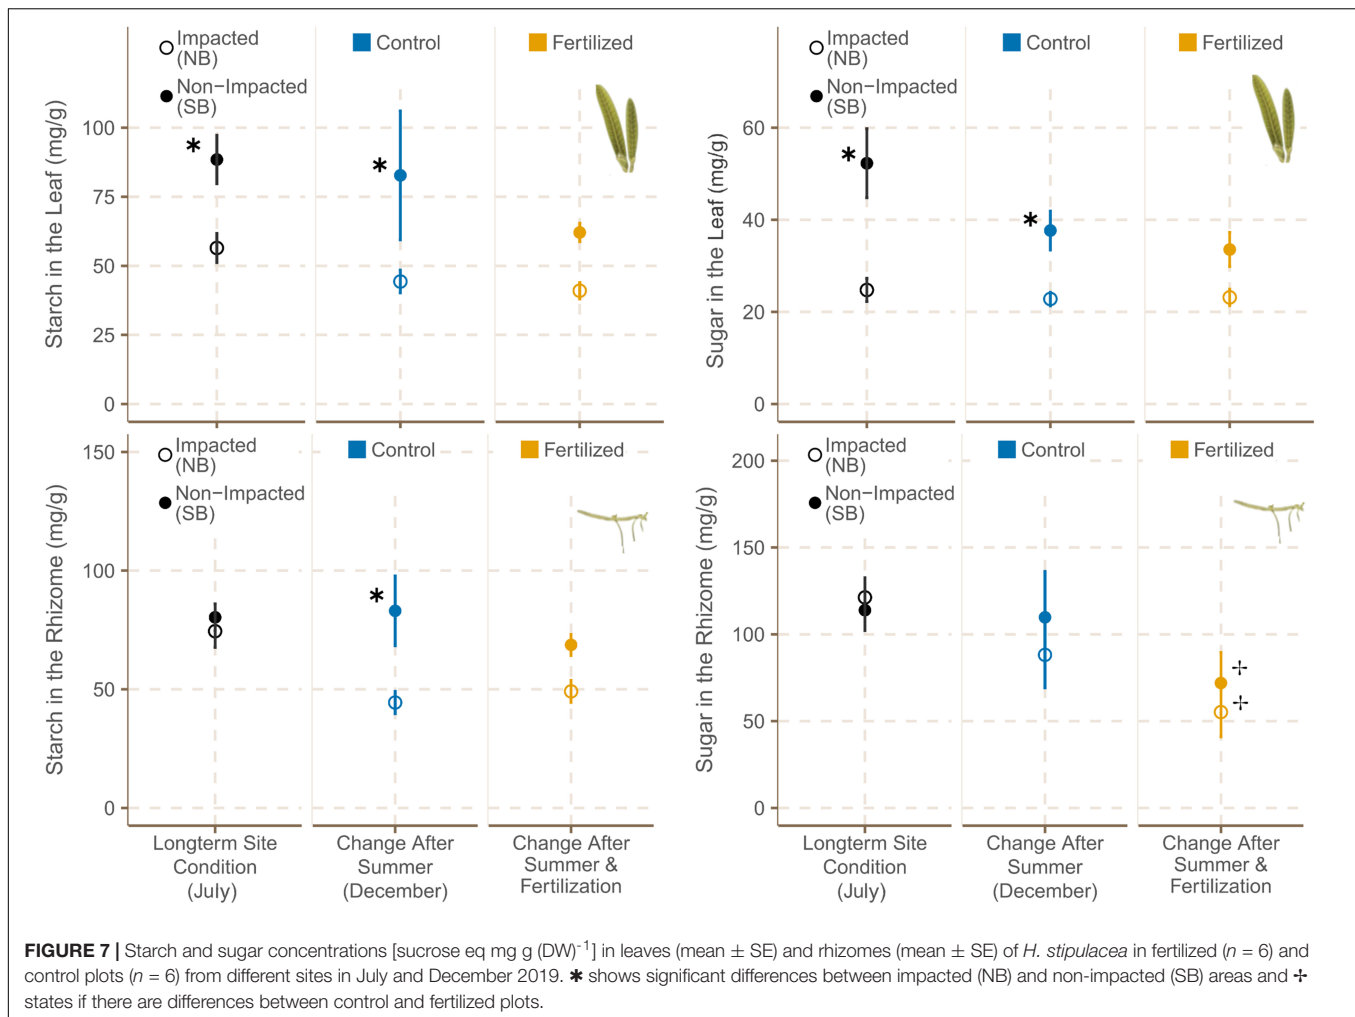 Impacted
(NB)
Non-Impacted
(SB)
Control
Fertilized
Starch in the Leaf (mg/g)
100
75
50
25
0
*
*
Impacted
(NB)
Non-Impacted
(SB)
Control
Fertilized
Sugar in the Leaf (mg/g)
60
40
20
0
*
*
Impacted
(NB)
Non-Impacted
(SB)
Control
Fertilized
Starch in the Rhizome (mg/g)
150
100
50
0
*
Longterm Site
Condition
(July)
Change After
Summer
(December)
Change After
Summer &
Fertilization
Impacted
(NB)
Non-Impacted
(SB)
Control
Fertilized
Sugar in the Rhizome (mg/g)
200
150
100
50
0
✢
✢
Longterm Site
Condition
(July)
Change After
Summer
(December)
Change After
Summer &
Fertilization
FIGURE 7 | Starch and sugar concentrations [sucrose eq mg g (DW)⁻¹] in leaves (mean ± SE) and rhizomes (mean ± SE) of H. stipulacea in fertilized (n = 6) and
control plots (n = 6) from different sites in July and December 2019. * shows significant differences between impacted (NB) and non-impacted (SB) areas and ✢
states if there are differences between control and fertilized plots.